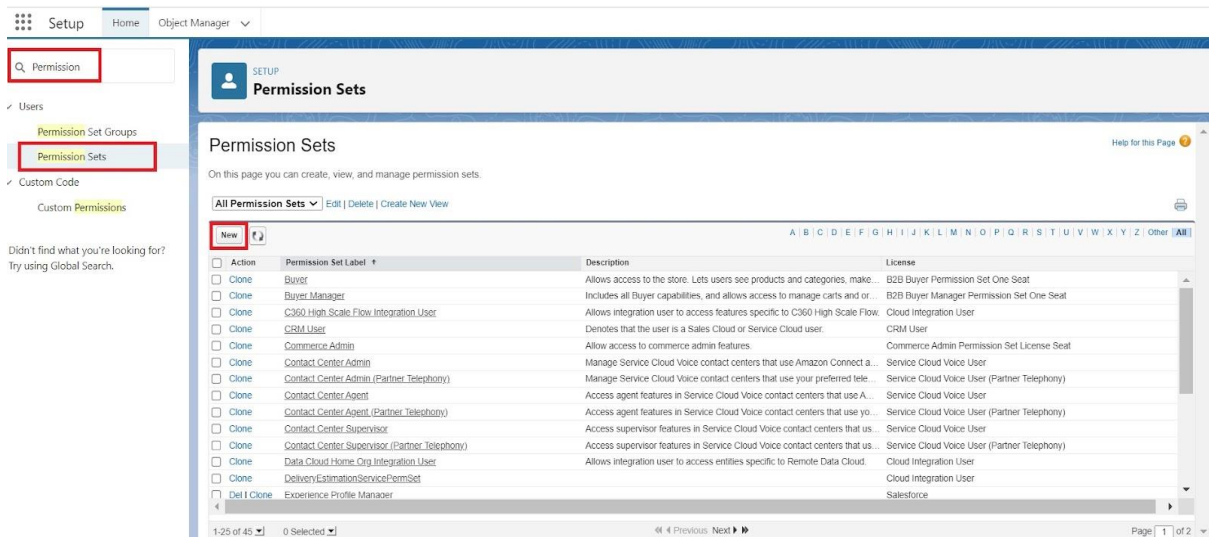 Setup Home Object Manager
Permission
Users
Permission Set Groups
Permission Sets
Custom Code
Custom Permissions
Didn't find what you're looking for?
Try using Global Search.
SETUP
Permission Sets
Permission Sets
Help for this Page ?
On this page you can create, view, and manage permission sets.
All Permission Sets Edit | Delete | Create New View
New A | B | C | D | E | F | G | H | I | J | K | L | M | N | O | P | Q | R | S | T | U | V | W | X | Y | Z | Other All
Action Permission Set Label ↑ Description License
Clone Buyer Allows access to the store. Lets users see products and categories, make... B2B Buyer Permission Set One Seat
Clone Buyer Manager Includes all Buyer capabilities, and allows access to manage carts and or... B2B Buyer Manager Permission Set One Seat
Clone C360 High Scale Flow Integration User Allows integration user to access features specific to C360 High Scale Flow. Cloud Integration User
Clone CRM User Denotes that the user is a Sales Cloud or Service Cloud user. CRM User
Clone Commerce Admin Allow access to commerce admin features. Commerce Admin Permission Set License Seat
Clone Contact Center Admin Manage Service Cloud Voice contact centers that use Amazon Connect a... Service Cloud Voice User
Clone Contact Center Admin (Partner Telephony) Manage Service Cloud Voice contact centers that use your preferred tele... Service Cloud Voice User (Partner Telephony)
Clone Contact Center Agent Access agent features in Service Cloud Voice contact centers that use A... Service Cloud Voice User
Clone Contact Center Agent (Partner Telephony) Access agent features in Service Cloud Voice contact centers that use yo... Service Cloud Voice User (Partner Telephony)
Clone Contact Center Supervisor Access supervisor features in Service Cloud Voice contact centers that us... Service Cloud Voice User
Clone Contact Center Supervisor (Partner Telephony) Access supervisor features in Service Cloud Voice contact centers that us... Service Cloud Voice User (Partner Telephony)
Clone Data Cloud Home Org Integration User Allows integration user to access entities specific to Remote Data Cloud. Cloud Integration User
Clone DeliveryEstimationServicePermSet Cloud Integration User
Del | Clone Experience Profile Manager Salesforce
1-25 of 45 0 Selected Previous Next Page 1 of 2